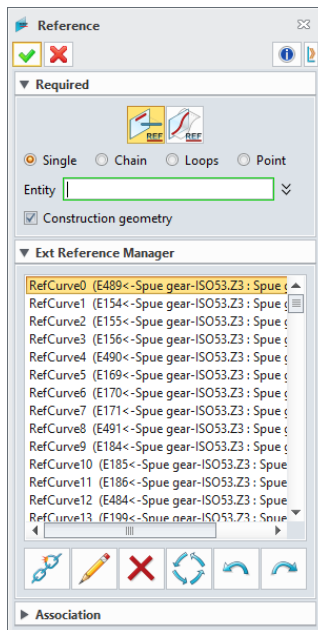 Reference
Required
REF REF
Single Chain Loops Point
Entity
Construction geometry
Ext Reference Manager
RefCurve0 (E489<-Spue gear-ISO53.Z3 : Spue g
RefCurve1 (E154<-Spue gear-ISO53.Z3 : Spue g
RefCurve2 (E155<-Spue gear-ISO53.Z3 : Spue g
RefCurve3 (E156<-Spue gear-ISO53.Z3 : Spue g
RefCurve4 (E490<-Spue gear-ISO53.Z3 : Spue g
RefCurve5 (E169<-Spue gear-ISO53.Z3 : Spue g
RefCurve6 (E170<-Spue gear-ISO53.Z3 : Spue g
RefCurve7 (E171<-Spue gear-ISO53.Z3 : Spue g
RefCurve8 (E491<-Spue gear-ISO53.Z3 : Spue g
RefCurve9 (E184<-Spue gear-ISO53.Z3 : Spue g
RefCurve10 (E185<-Spue gear-ISO53.Z3 : Spue
RefCurve11 (E186<-Spue gear-ISO53.Z3 : Spue
RefCurve12 (E484<-Spue gear-ISO53.Z3 : Spue
RefCurve13 (E199<-Spue gear-ISO53.Z3 : Spue
Association